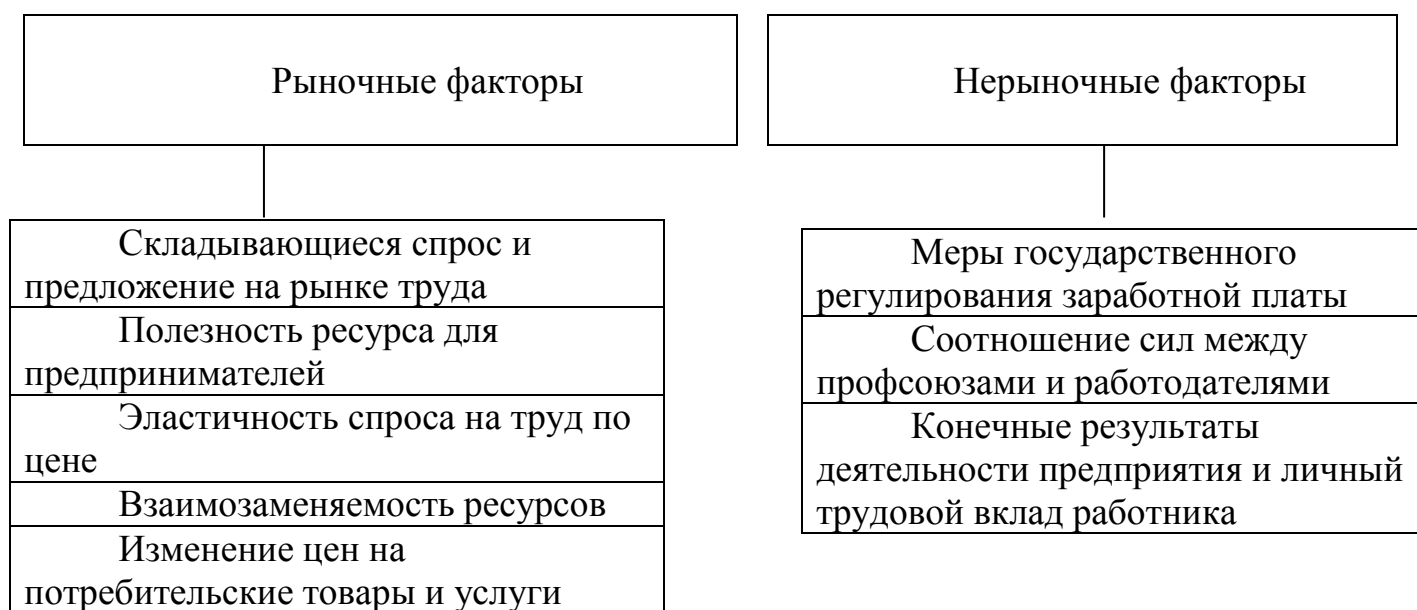 Рыночные факторы
Нерыночные факторы
Складывающиеся спрос и
предложение на рынке труда
Полезность ресурса для
предпринимателей
Эластичность спроса на труд по
цене
Взаимозаменяемость ресурсов
Изменение цен на
потребительские товары и услуги
Меры государственного
регулирования заработной платы
Соотношение сил между
профсоюзами и работодателями
Конечные результаты
деятельности предприятия и личный
трудовой вклад работника